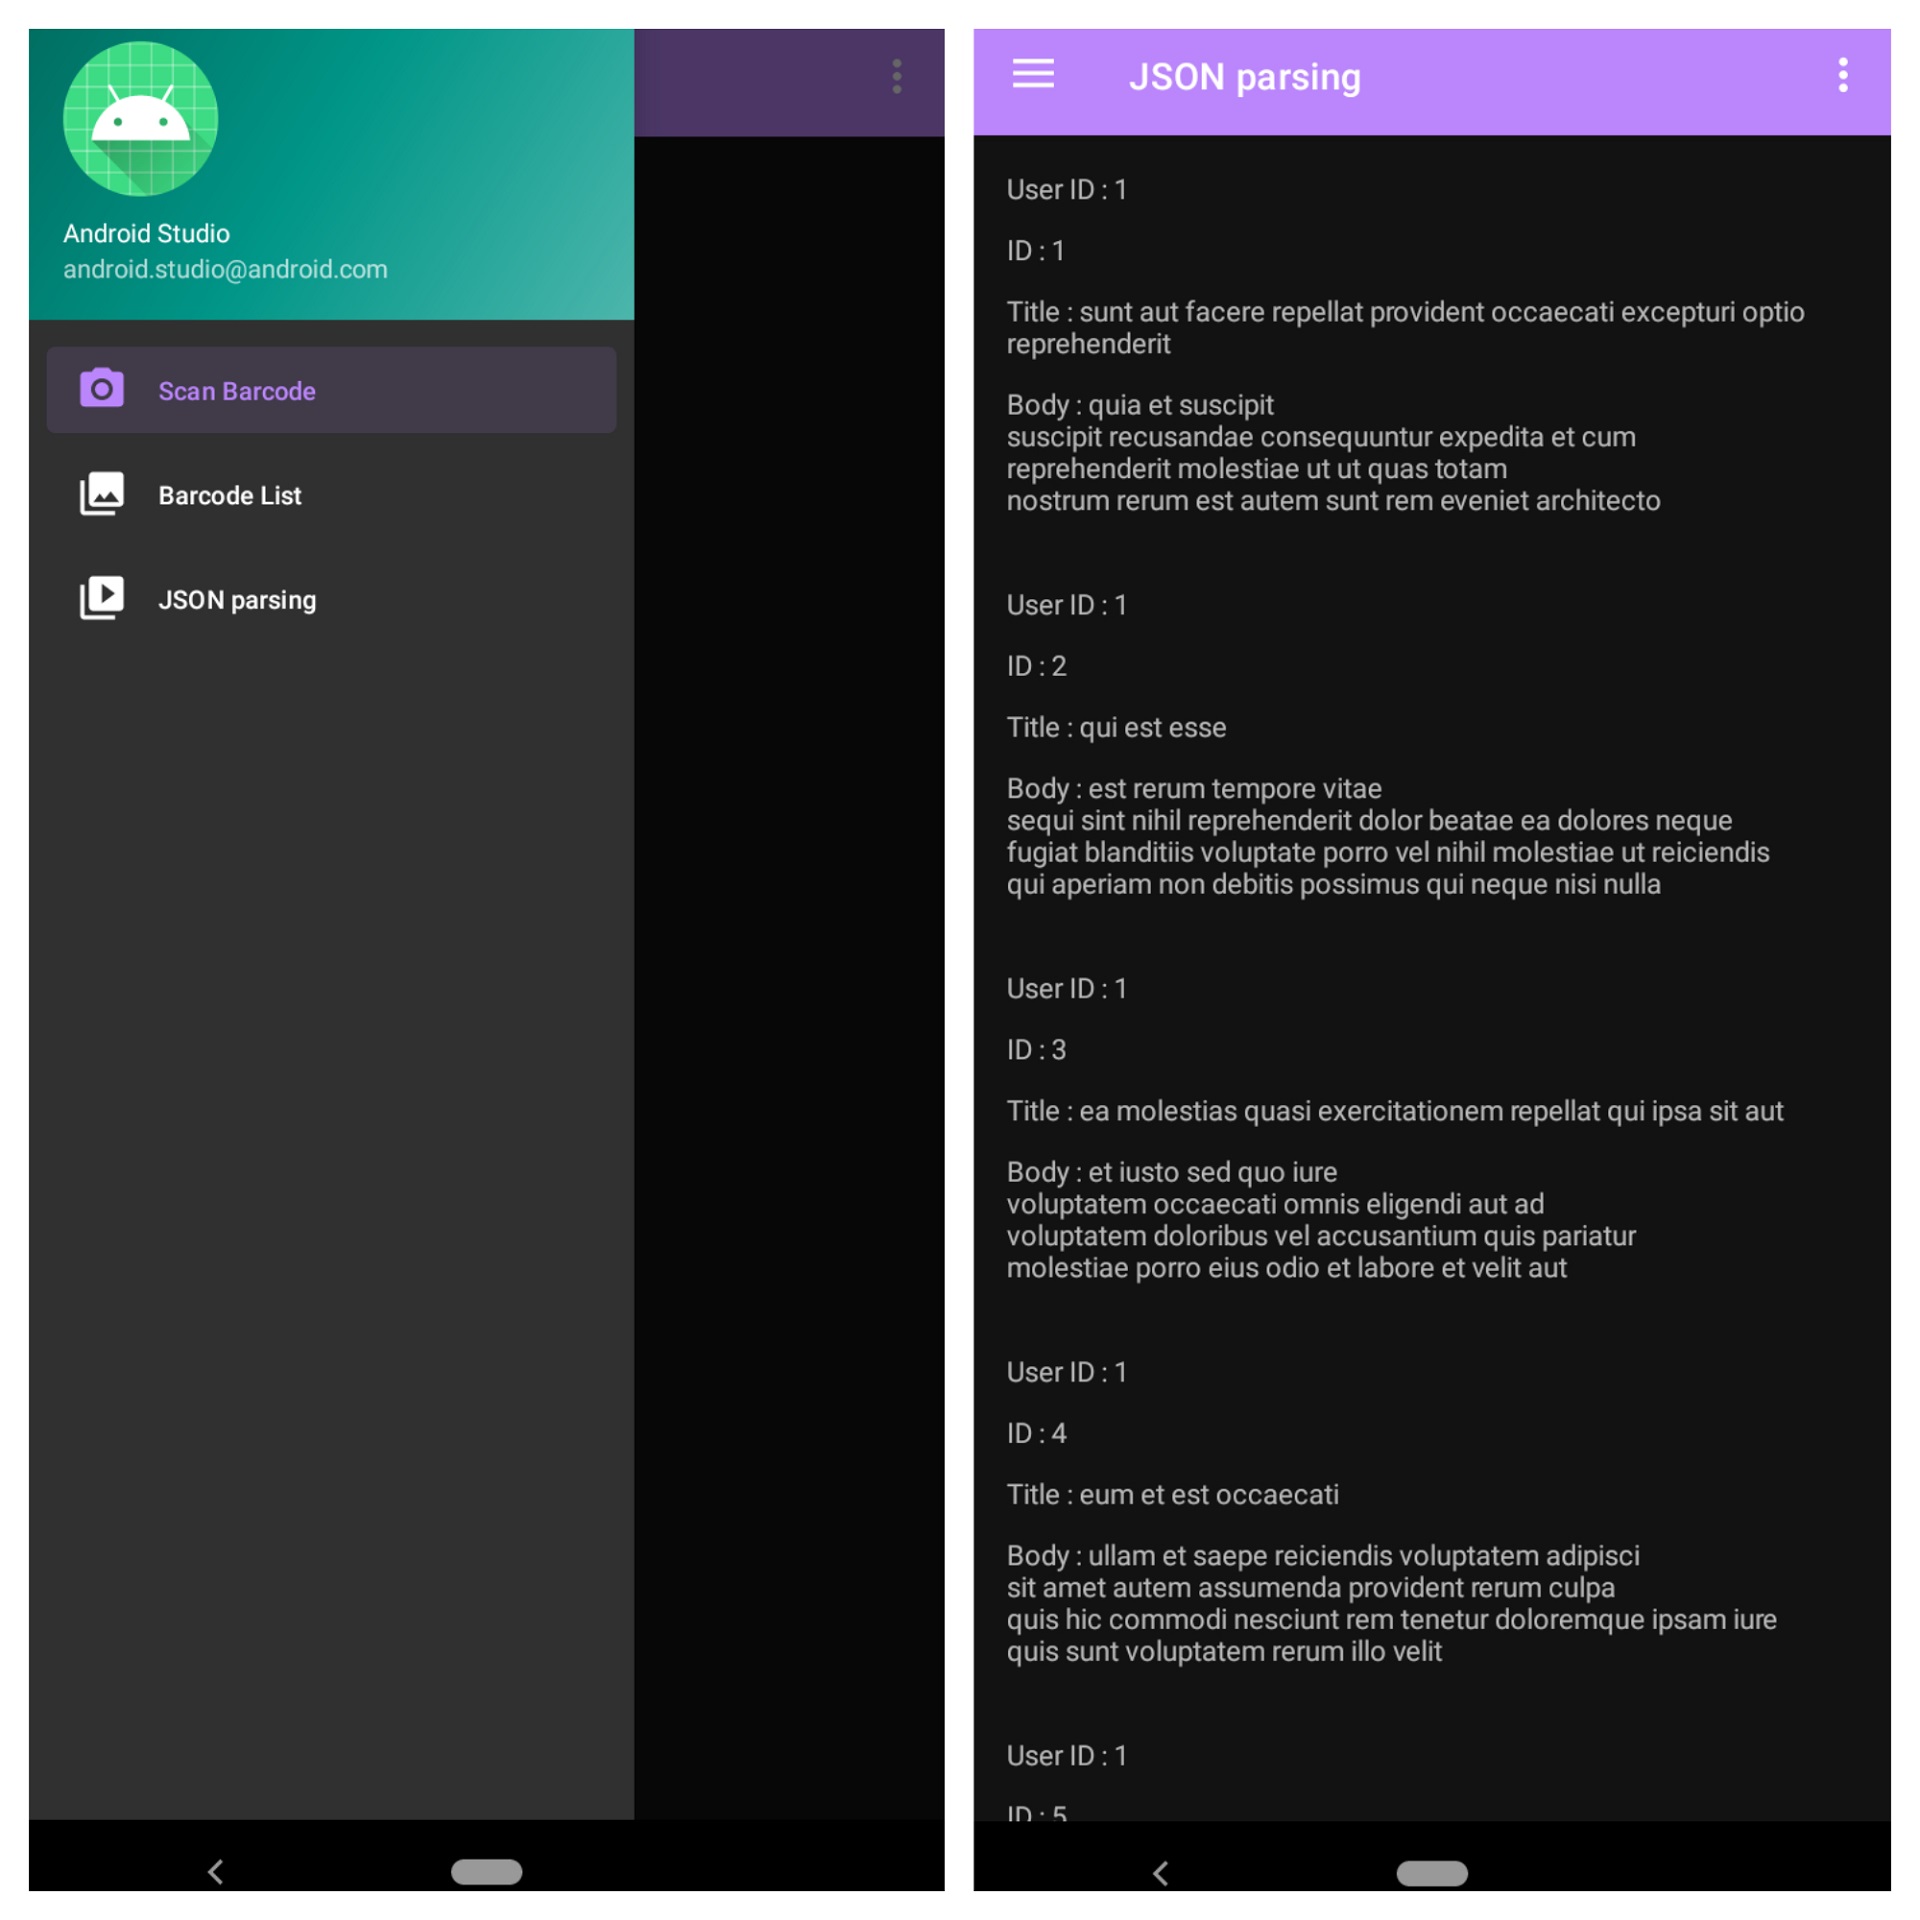 Android Studio
android.studio@android.com
Scan Barcode
Barcode List
JSON parsing
JSON parsing
User ID : 1
ID : 1
Title : sunt aut facere repellat provident occaecati excepturi optio
reprehenderit
Body : quia et suscipit
suscipit recusandae consequuntur expedita et cum
reprehenderit molestiae ut ut quas totam
nostrum rerum est autem sunt rem eveniet architecto
User ID : 1
ID : 2
Title : qui est esse
Body : est rerum tempore vitae
sequi sint nihil reprehenderit dolor beatae ea dolores neque
fugiat blanditiis voluptate porro vel nihil molestiae ut reiciendis
qui aperiam non debitis possimus qui neque nisi nulla
User ID : 1
ID : 3
Title : ea molestias quasi exercitationem repellat qui ipsa sit aut
Body : et iusto sed quo iure
voluptatem occaecati omnis eligendi aut ad
voluptatem doloribus vel accusantium quis pariatur
molestiae porro eius odio et labore et velit aut
User ID : 1
ID : 4
Title : eum et est occaecati
Body : ullam et saepe reiciendis voluptatem adipisci
sit amet autem assumenda provident rerum culpa
quis hic commodi nesciunt rem tenetur doloremque ipsam iure
quis sunt voluptatem rerum illo velit
User ID : 1
ID : 5